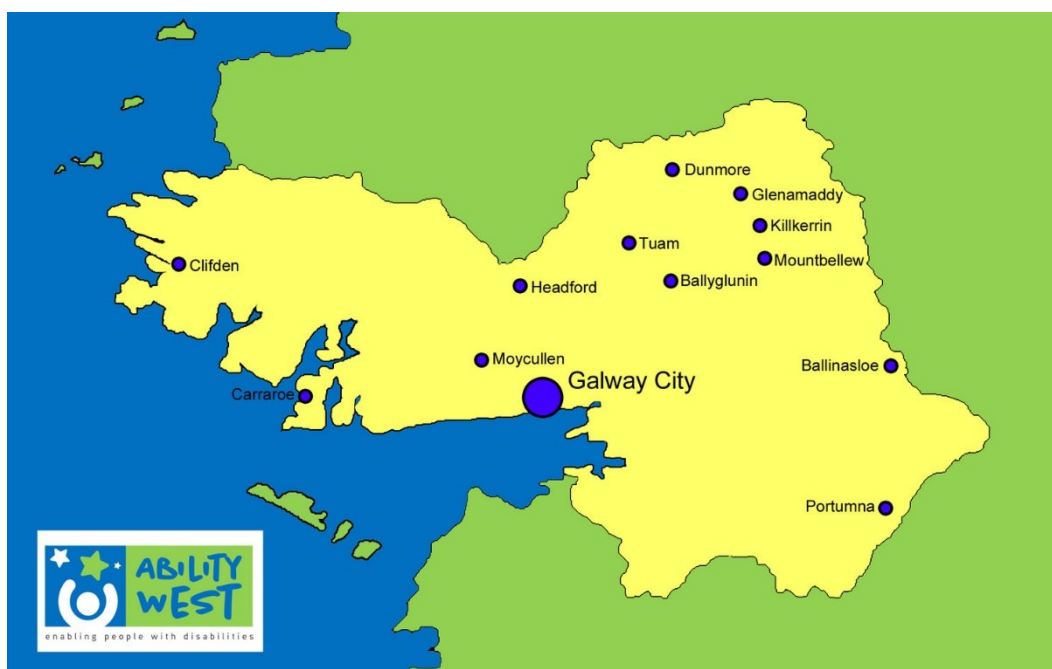 Dunmore
Glenamaddy
Killkerrin
Tuam
Mountbellew
Clifden
Ballyglunin
Headford
Moycullen
Ballinasloe
Galway City
Carraroe
Portumna
ABILITY
WEST
enabling people with disabilities